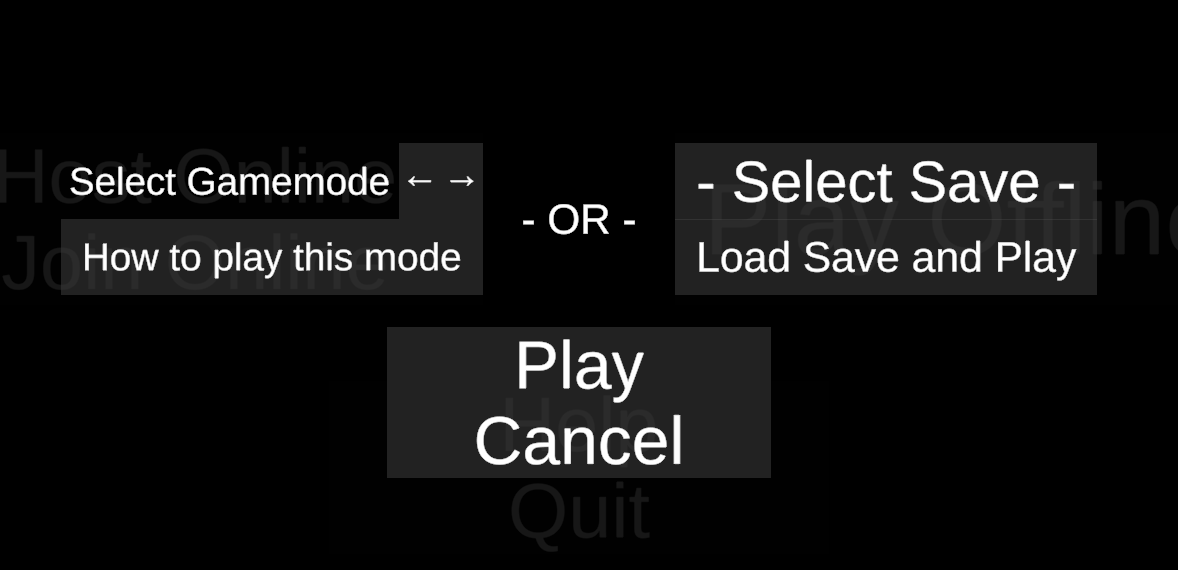 Host Online
Select Gamemode ← →
Join Online
How to play this mode
- OR -
- Select Save -
Play Offline
Load Save and Play
Play
Help
Cancel
Quit